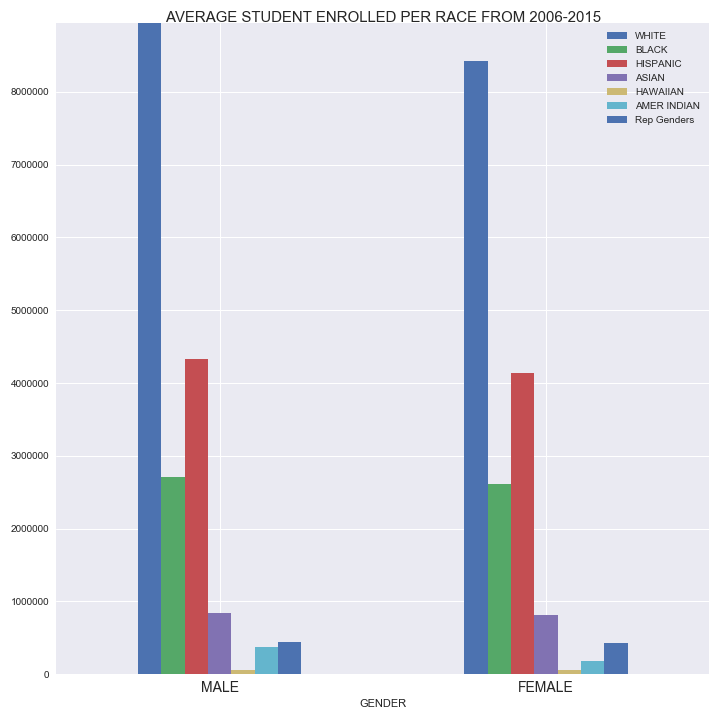 AVERAGE STUDENT ENROLLED PER RACE FROM 2006-2015
WHITE
BLACK
HISPANIC
ASIAN
HAWAIIAN
AMER INDIAN
Rep Genders
8000000
7000000
6000000
5000000
4000000
3000000
2000000
1000000
0
MALE
FEMALE
GENDER